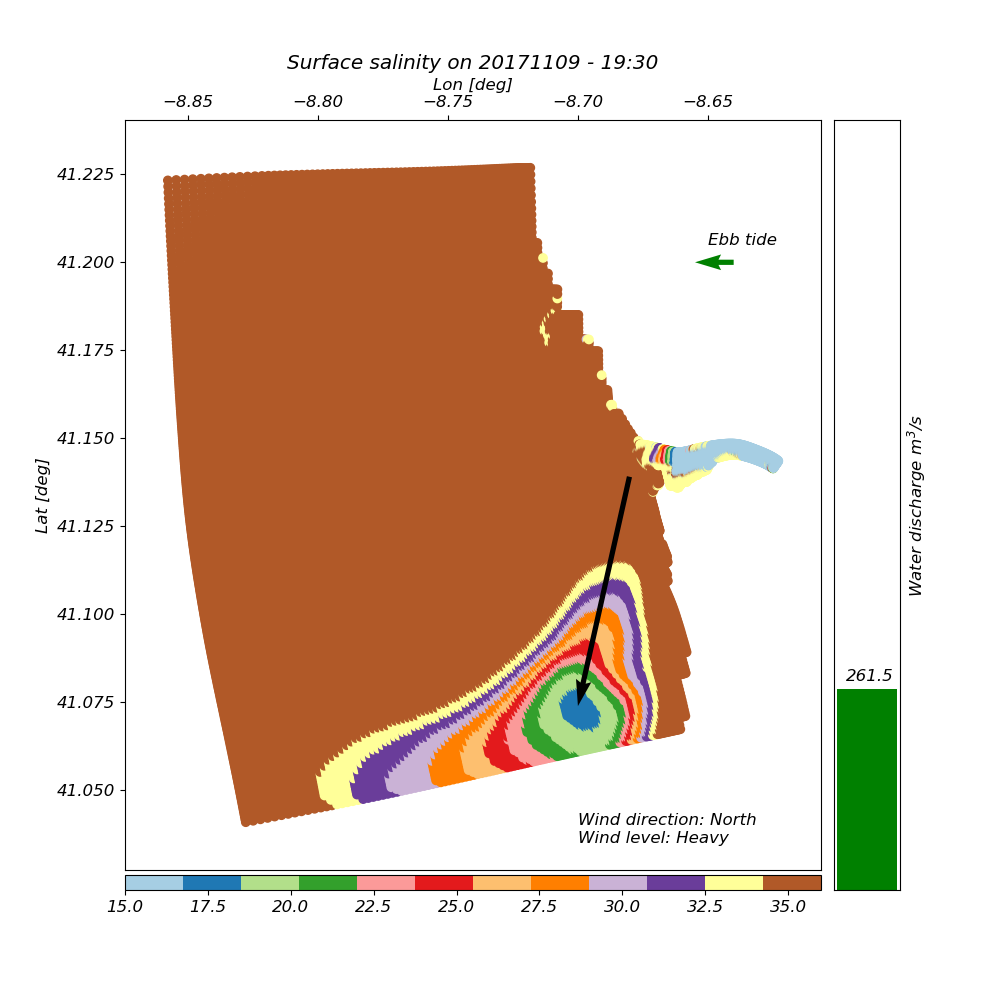 Surface salinity on 20171109 - 19:30
Lon [deg]
−8.85 −8.80 −8.75 −8.70 −8.65
41.225
41.200
41.175
41.150
41.125
41.100
41.075
41.050
Lat [deg]
Ebb tide
Wind direction: North
Wind level: Heavy
261.5
Water discharge m³/s
15.0 17.5 20.0 22.5 25.0 27.5 30.0 32.5 35.0